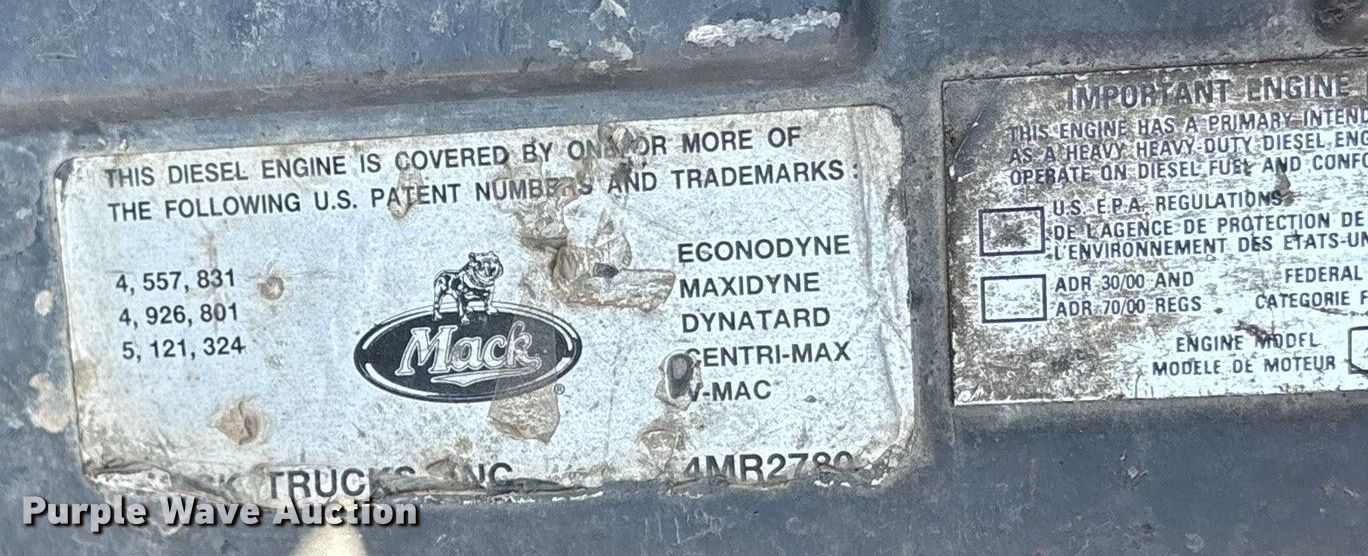 THIS DIESEL ENGINE IS COVERED BY ONE OR MORE OF
THE FOLLOWING U.S. PATENT NUMBERS AND TRADEMARKS:
4, 557, 831
4, 926, 801
5, 121, 324
Mack
®
ECONODYNE
MAXIDYNE
DYNATARD
CENTRI-MAX
V-MAC
TRUCKS INC
4MR2780
IMPORTANT ENGINE
THIS ENGINE HAS A PRIMARY INTEND
AS A HEAVY HEAVY-DUTY DIESEL ENG
OPERATE ON DIESEL FUEL AND CONFO
U.S. E.P.A. REGULATIONS
DE L'AGENCE DE PROTECTION DE
L'ENVIRONNEMENT DES ETATS-UN
ADR 30/00 AND
ADR 70/00 REGS
FEDERAL
CATEGORIE
ENGINE MODEL
MODELE DE MOTEUR
Purple Wave Auction